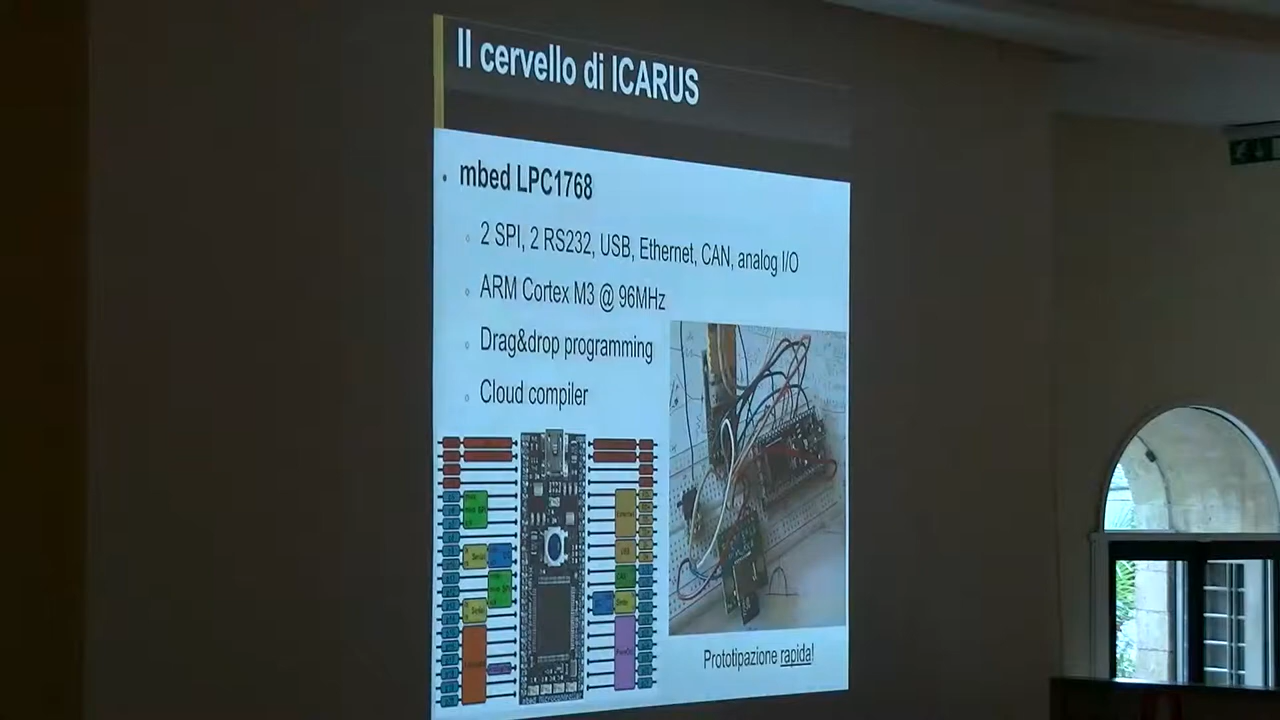 Il cervello di ICARUS
mbed LPC1768
2 SPI, 2 RS232, USB, Ethernet, CAN, analog I/O
ARM Cortex M3 @ 96MHz
Drag&drop programming
Cloud compiler
Prototipazione rapida!